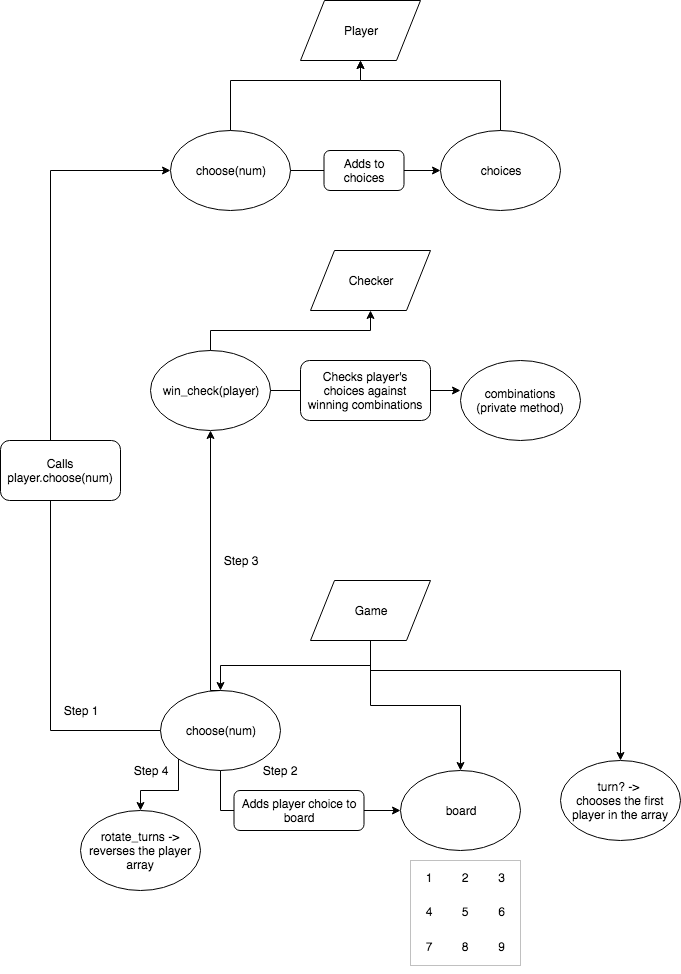 Player
choose(num)
Adds to
choices
choices
Checker
win_check(player)
Checks player's
choices against
winning combinations
combinations
(private method)
Calls
player.choose(num)
Step 3
Game
Step 1
choose(num)
Step 4
Step 2
Adds player choice to
board
board
turn? ->
chooses the first
player in the array
rotate_turns ->
reverses the player
array
1 2 3
4 5 6
7 8 9